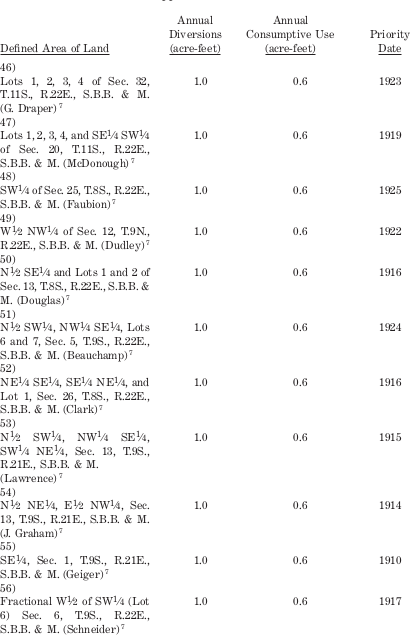 Annual Annual
Diversions Consumptive Use Priority
Defined Area of Land (acre-feet) (acre-feet) Date
46)
Lots 1, 2, 3, 4 of Sec. 32, 1.0 0.6 1923
T.11S., R.22E., S.B.B. & M.
(G. Draper) 7
47)
Lots 1, 2, 3, 4, and SE1⁄4 SW1⁄4 1.0 0.6 1919
of Sec. 20, T.11S., R.22E.,
S.B.B. & M. (McDonough) 7
48)
SW1⁄4 of Sec. 25, T.8S., R.22E., 1.0 0.6 1925
S.B.B. & M. (Faubion) 7
49)
W1⁄2 NW1⁄4 of Sec. 12, T.9N., 1.0 0.6 1922
R.22E., S.B.B. & M. (Dudley) 7
50)
N1⁄2 SE1⁄4 and Lots 1 and 2 of 1.0 0.6 1916
Sec. 13, T.8S., R.22E., S.B.B. &
M. (Douglas) 7
51)
N1⁄2 SW1⁄4, NW1⁄4 SE1⁄4, Lots 1.0 0.6 1924
6 and 7, Sec. 5, T.9S., R.22E.,
S.B.B. & M. (Beauchamp) 7
52)
NE1⁄4 SE1⁄4, SE1⁄4 NE1⁄4, and 1.0 0.6 1916
Lot 1, Sec. 26, T.8S., R.22E.,
S.B.B. & M. (Clark) 7
53)
N1⁄2 SW1⁄4, NW1⁄4 SE1⁄4, 1.0 0.6 1915
SW1⁄4 NE1⁄4, Sec. 13, T.9S.,
R.21E., S.B.B. & M.
(Lawrence) 7
54)
N1⁄2 NE1⁄4, E1⁄2 NW1⁄4, Sec. 1.0 0.6 1914
13, T.9S., R.21E., S.B.B. & M.
(J. Graham) 7
55)
SE1⁄4, Sec. 1, T.9S., R.21E., 1.0 0.6 1910
S.B.B. & M. (Geiger) 7
56)
Fractional W1⁄2 of SW1⁄4 (Lot 1.0 0.6 1917
6) Sec. 6, T.9S., R.22E.,
S.B.B. & M. (Schneider) 7